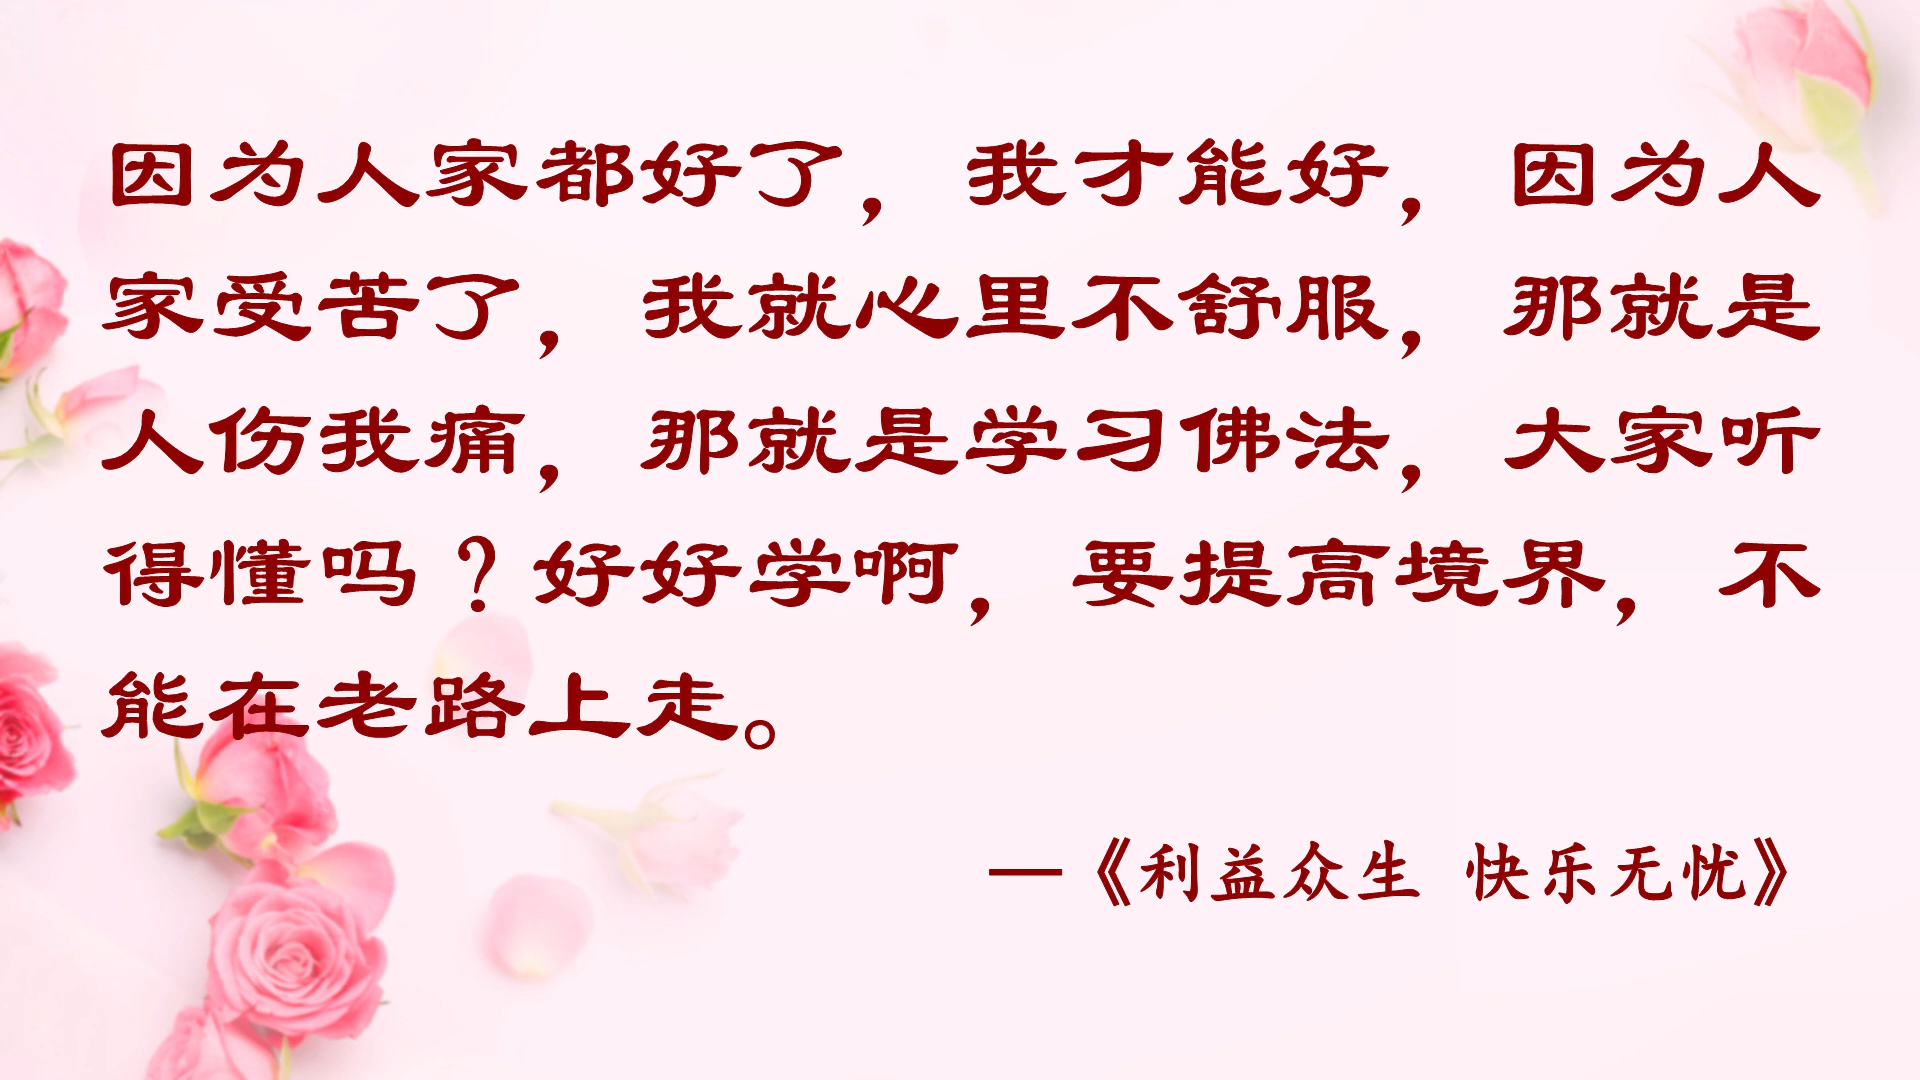 因为人家都好了，我才能好，因为人
家受苦了，我就心里不舒服，那就是
人伤我痛，那就是学习佛法，大家听
得懂吗？好好学啊，要提高境界，不
能在老路上走。
—《利益众生 快乐无忧》